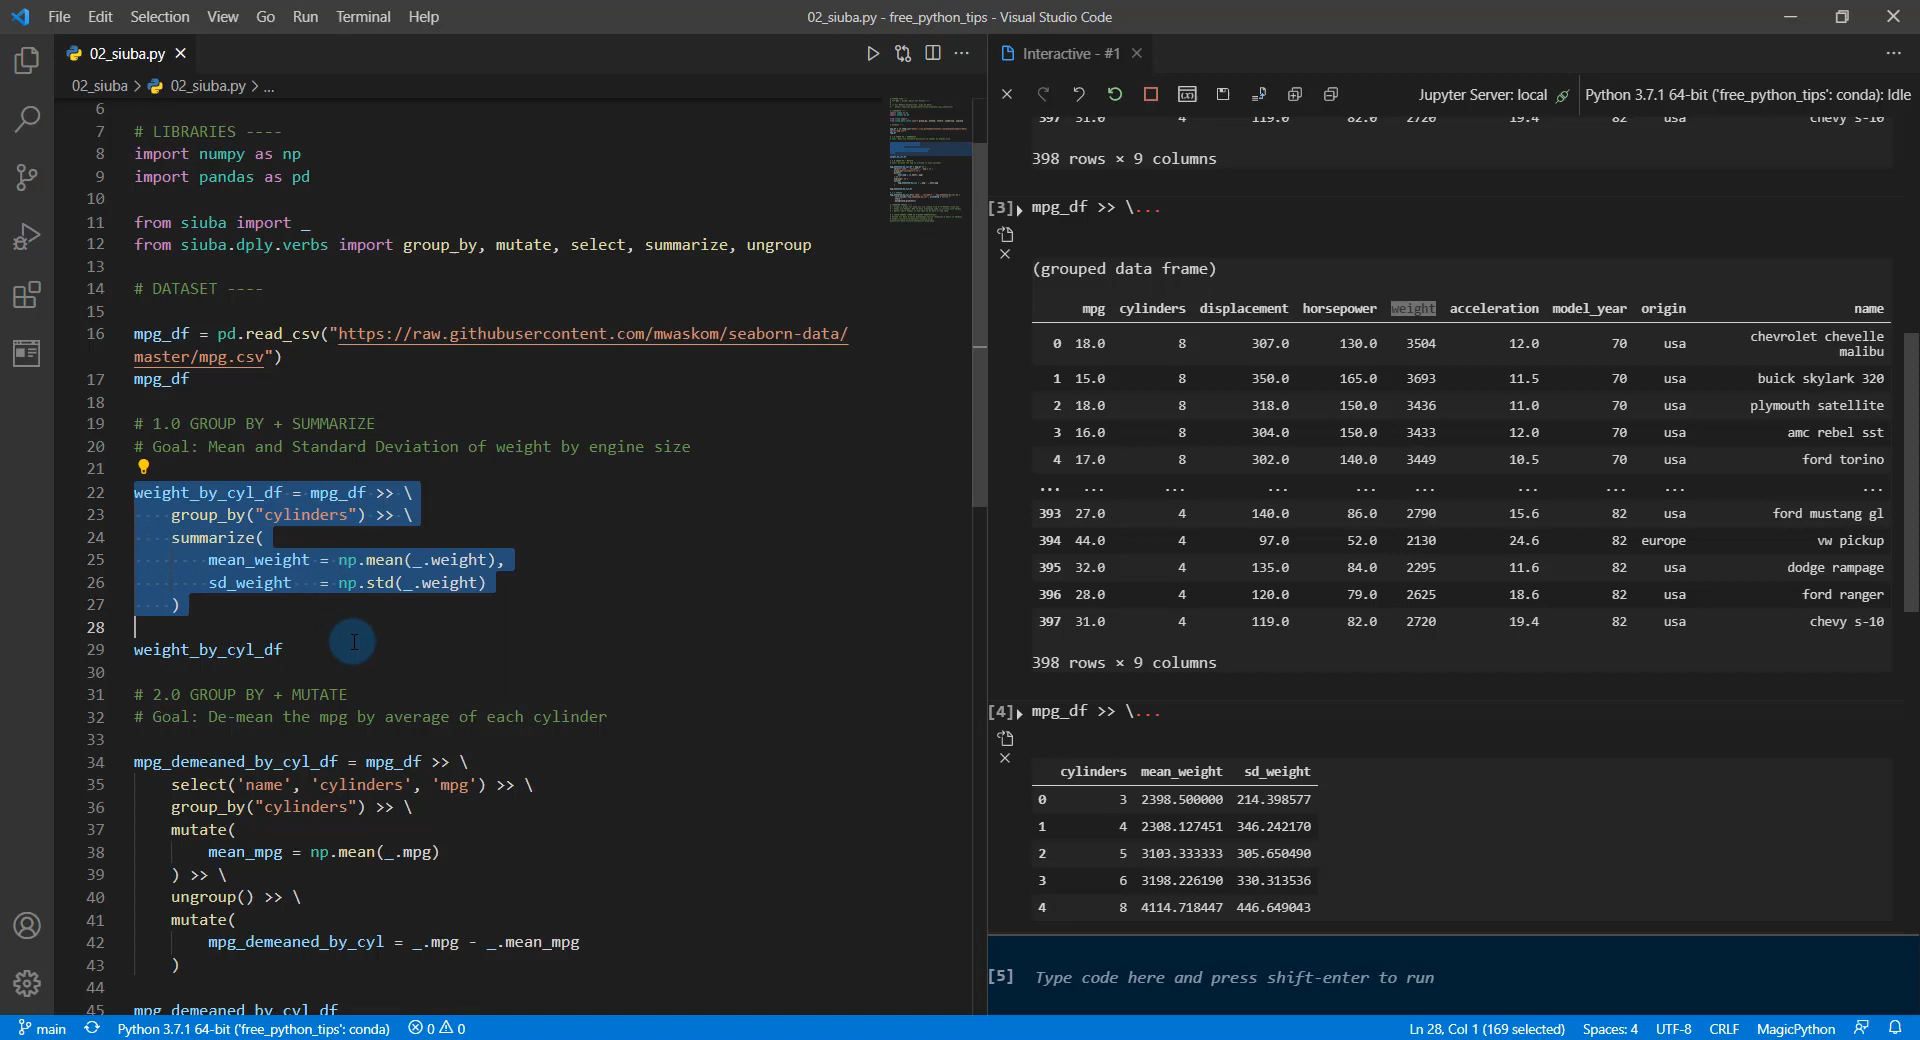 File Edit Selection View Go Run Terminal Help
02_siuba.py - free_python_tips - Visual Studio Code
02_siuba.py
02_siuba > 02_siuba.py > ...
6
7 # LIBRARIES ----
8 import numpy as np
9 import pandas as pd
10
11 from siuba import _
12 from siuba.dply.verbs import group_by, mutate, select, summarize, ungroup
13
14 # DATASET ----
15
16 mpg_df = pd.read_csv("https://raw.githubusercontent.com/mwaskom/seaborn-data/
master/mpg.csv")
17 mpg_df
18
19 # 1.0 GROUP BY + SUMMARIZE
20 # Goal: Mean and Standard Deviation of weight by engine size
21
22 weight_by_cyl_df = mpg_df >> \
23 group_by("cylinders") >> \
24 summarize(
25 mean_weight = np.mean(_.weight),
26 sd_weight = np.std(_.weight)
27 )
28
29 weight_by_cyl_df
30
31 # 2.0 GROUP BY + MUTATE
32 # Goal: De-mean the mpg by average of each cylinder
33
34 mpg_demeaned_by_cyl_df = mpg_df >> \
35 select('name', 'cylinders', 'mpg') >> \
36 group_by("cylinders") >> \
37 mutate(
38 mean_mpg = np.mean(_.mpg)
39 ) >> \
40 ungroup() >> \
41 mutate(
42 mpg_demeaned_by_cyl = _.mpg - _.mean_mpg
43 )
44
45 mpg_demeaned_by_cyl_df
Interactive - #1
Jupyter Server: local Python 3.7.1 64-bit ('free_python_tips': conda): Idle
397 31.0 4 119.0 82.0 2720 19.4 82 usa chevy s-10
398 rows × 9 columns
[3] mpg_df >> \...
(grouped data frame)
mpg cylinders displacement horsepower weight acceleration model_year origin name
0 18.0 8 307.0 130.0 3504 12.0 70 usa chevrolet chevelle
malibu
1 15.0 8 350.0 165.0 3693 11.5 70 usa buick skylark 320
2 18.0 8 318.0 150.0 3436 11.0 70 usa plymouth satellite
3 16.0 8 304.0 150.0 3433 12.0 70 usa amc rebel sst
4 17.0 8 302.0 140.0 3449 10.5 70 usa ford torino
... ... ... ... ... ... ... ... ... ...
393 27.0 4 140.0 86.0 2790 15.6 82 usa ford mustang gl
394 44.0 4 97.0 52.0 2130 24.6 82 europe vw pickup
395 32.0 4 135.0 84.0 2295 11.6 82 usa dodge rampage
396 28.0 4 120.0 79.0 2625 18.6 82 usa ford ranger
397 31.0 4 119.0 82.0 2720 19.4 82 usa chevy s-10
398 rows × 9 columns
[4] mpg_df >> \...
cylinders mean_weight sd_weight
0 3 2398.500000 214.398577
1 4 2308.127451 346.242170
2 5 3103.333333 305.650490
3 6 3198.226190 330.313536
4 8 4114.718447 446.649043
[5] Type code here and press shift-enter to run
main Python 3.7.1 64-bit ('free_python_tips': conda) 0 0 Ln 28, Col 1 (169 selected) Spaces: 4 UTF-8 CRLF MagicPython